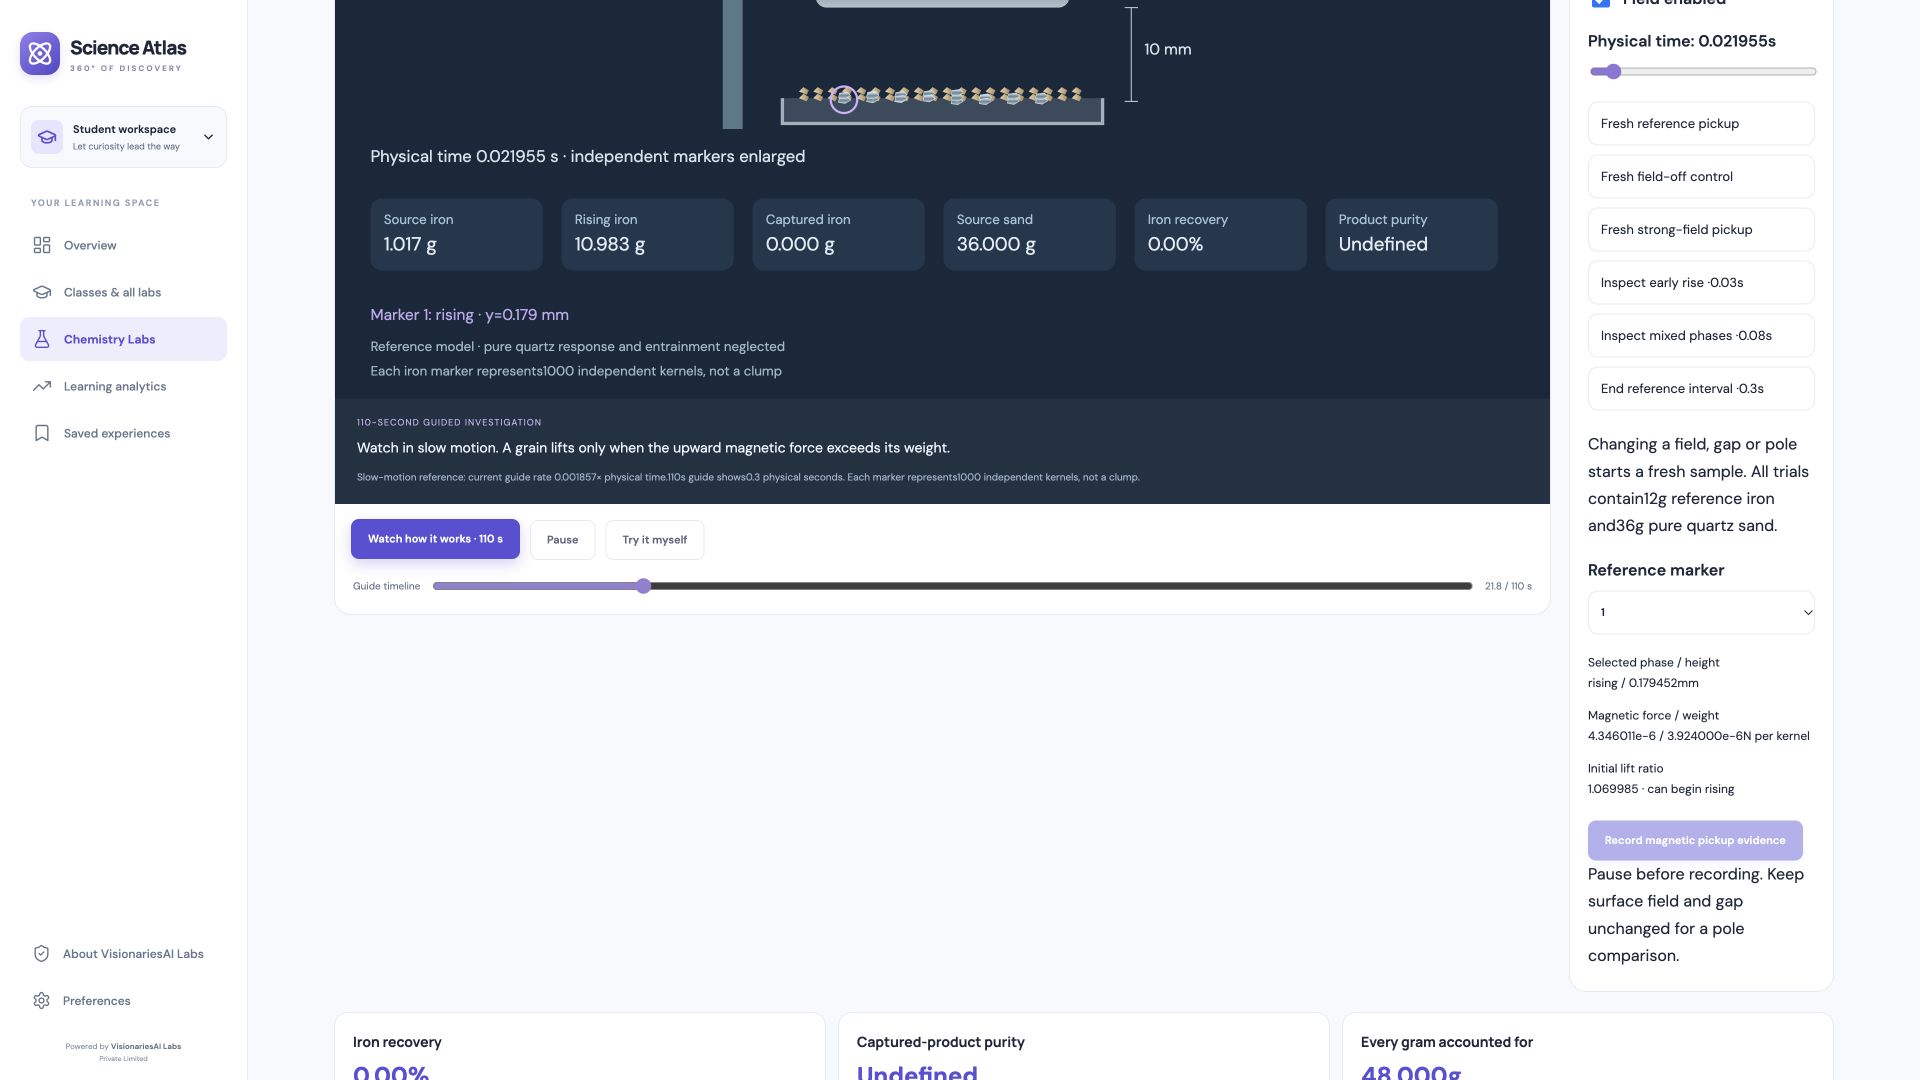 Science Atlas
360° OF DISCOVERY
Student workspace
Let curiosity lead the way
YOUR LEARNING SPACE
Overview
Classes & all labs
Chemistry Labs
Learning analytics
Saved experiences
About VisionariesAI Labs
Preferences
Powered by VisionariesAI Labs
Private Limited
10 mm
Physical time 0.021955 s · independent markers enlarged
Source iron
1.017 g
Rising iron
10.983 g
Captured iron
0.000 g
Source sand
36.000 g
Iron recovery
0.00%
Product purity
Undefined
Marker 1: rising · y=0.179 mm
Reference model · pure quartz response and entrainment neglected
Each iron marker represents1000 independent kernels, not a clump
110-SECOND GUIDED INVESTIGATION
Watch in slow motion. A grain lifts only when the upward magnetic force exceeds its weight.
Slow-motion reference: current guide rate 0.001857× physical time.110s guide shows0.3 physical seconds. Each marker represents1000 independent kernels, not a clump.
Watch how it works · 110 s
Pause
Try it myself
Guide timeline
21.8 / 110 s
Field enabled
Physical time: 0.021955s
Fresh reference pickup
Fresh field-off control
Fresh strong-field pickup
Inspect early rise ·0.03s
Inspect mixed phases ·0.08s
End reference interval ·0.3s
Changing a field, gap or pole
starts a fresh sample. All trials
contain12g reference iron
and36g pure quartz sand.
Reference marker
1
Selected phase / height
rising / 0.179452mm
Magnetic force / weight
4.346011e-6 / 3.924000e-6N per kernel
Initial lift ratio
1.069985 · can begin rising
Record magnetic pickup evidence
Pause before recording. Keep
surface field and gap
unchanged for a pole
comparison.
Iron recovery
0.00%
Captured-product purity
Undefined
Every gram accounted for
48.000g